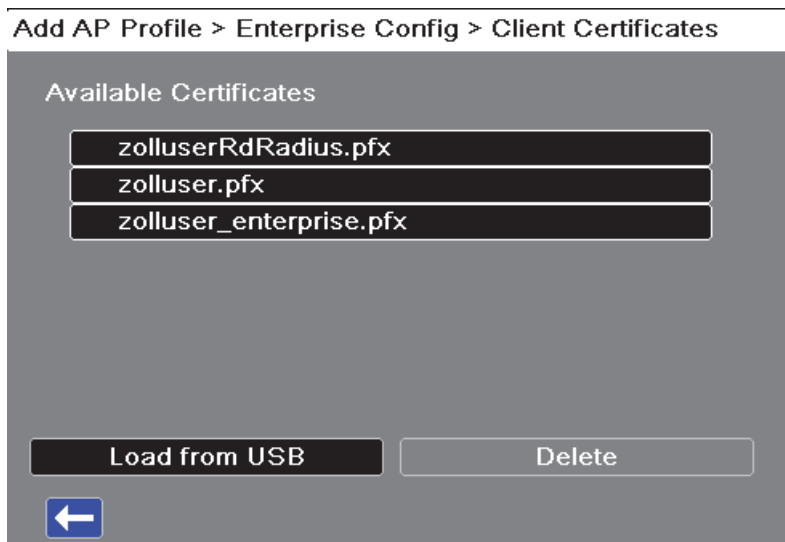 Add AP Profile > Enterprise Config > Client Certificates
Available Certificates
zolluserRdRadius.pfx
zolluser.pfx
zolluser_enterprise.pfx
Load from USB
Delete